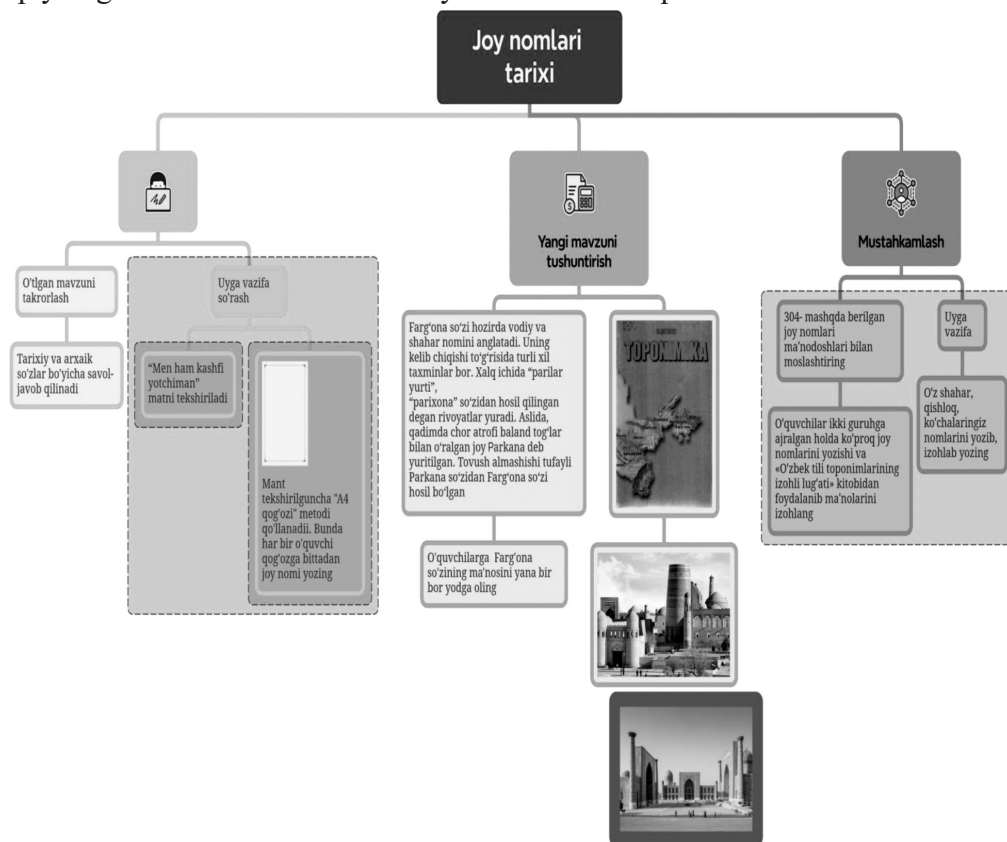 Joy nomlari
tarixi
O'tlgan mavzuni
takrorlash
Tarixiy va arxaik
so'zlar bo'yicha savol-
javob qilinadi
Uyga vazifa
so'rash
“Men ham kashfi
yotchiman”
matni tekshiriladi
Mant
tekshirilguncha "A4
qog'ozi" metodi
qo'llanadii. Bunda
har bir o'quvchi
qog'ozga bittadan
joy nomi yozing
Yangi mavzuni
tushuntirish
Farg‘ona so‘zi hozirda vodiy va
shahar nomini anglatadi. Uning
kelib chiqishi to‘g‘risida turli xil
taxminlar bor. Xalq ichida “parilar
yurti”,
“parixona” so‘zidan hosil qilingan
degan rivoyatlar yuradi. Aslida,
qadimda chor atrofi baland tog‘lar
bilan o‘ralgan joy Parkana deb
yuritilgan. Tovush almashishi tufayli
Parkana so‘zidan Farg‘ona so‘zi
hosil bo‘lgan
O'quvchilarga Farg'ona
so'zining ma'nosini yana bir
bor yodga oling
TOPONIMIKA
Mustahkamlash
304- mashqda berilgan
joy nomlari
ma'nodoshlari bilan
moslashtiring
O'quvchilar ikki guruhga
ajralgan holda ko'proq joy
nomlarini yozishi va
«O'zbek tili toponimlarining
izohli lug'ati» kitobidan
foydalanib ma'nolarini
izohlang
Uyga
vazifa
O'z shahar,
qishloq,
ko'chalaringiz
nomlarini yozib,
izohlab yozing